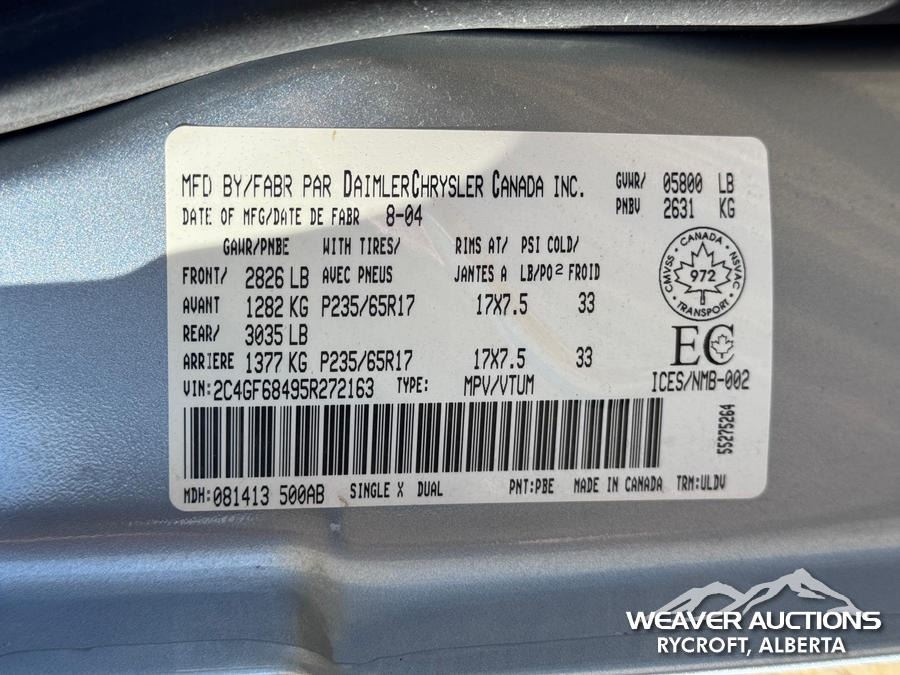 MFD BY/FABR PAR DAIMLERCHRYSLER CANADA INC.
GVWR/ 05800 LB
PNBV 2631 KG
DATE OF MFG/DATE DE FABR 8-04
GAWR/PNBE WITH TIRES/ RIMS AT/ PSI COLD/
FRONT/ 2826 LB AVEC PNEUS JANTES A LB/PO2 FROID
AVANT 1282 KG P235/65R17 17X7.5 33
REAR/ 3035 LB
ARRIERE 1377 KG P235/65R17 17X7.5 33
VIN:2C4GF68495R272163 TYPE: MPV/VTUM
CANADA
CMVSS 972 NSVAC
TRANSPORT
EC
ICES/NMB-002
55275264
MDH:081413 500AB SINGLE X DUAL PNT:PBE MADE IN CANADA TRM:ULDV
WEAVER AUCTIONS
RYCROFT, ALBERTA